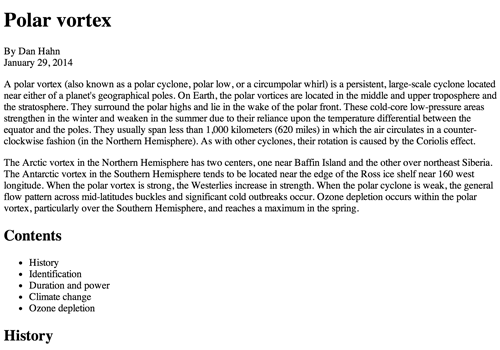 Polar vortex
By Dan Hahn
January 29, 2014
A polar vortex (also known as a polar cyclone, polar low, or a circumpolar whirl) is a persistent, large-scale cyclone located
near either of a planet's geographical poles. On Earth, the polar vortices are located in the middle and upper troposphere and
the stratosphere. They surround the polar highs and lie in the wake of the polar front. These cold-core low-pressure areas
strengthen in the winter and weaken in the summer due to their reliance upon the temperature differential between the
equator and the poles. They usually span less than 1,000 kilometers (620 miles) in which the air circulates in a counter-
clockwise fashion (in the Northern Hemisphere). As with other cyclones, their rotation is caused by the Coriolis effect.
The Arctic vortex in the Northern Hemisphere has two centers, one near Baffin Island and the other over northeast Siberia.
The Antarctic vortex in the Southern Hemisphere tends to be located near the edge of the Ross ice shelf near 160 west
longitude. When the polar vortex is strong, the Westerlies increase in strength. When the polar cyclone is weak, the general
flow pattern across mid-latitudes buckles and significant cold outbreaks occur. Ozone depletion occurs within the polar
vortex, particularly over the Southern Hemisphere, and reaches a maximum in the spring.
Contents
• History
• Identification
• Duration and power
• Climate change
• Ozone depletion
History